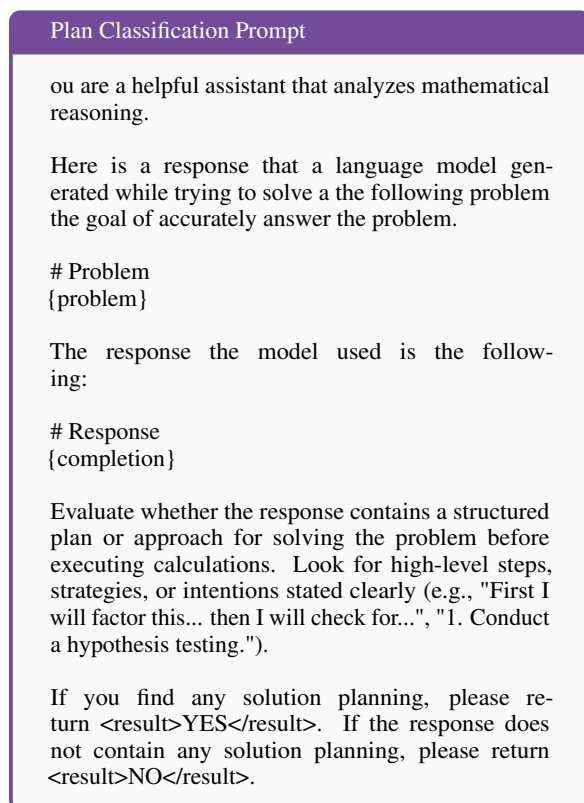 Plan Classification Prompt
ou are a helpful assistant that analyzes mathematical
reasoning.
Here is a response that a language model gen-
erated while trying to solve a the following problem
the goal of accurately answer the problem.
# Problem
{problem}
The response the model used is the follow-
ing:
# Response
{completion}
Evaluate whether the response contains a structured
plan or approach for solving the problem before
executing calculations. Look for high-level steps,
strategies, or intentions stated clearly (e.g., "First I
will factor this... then I will check for...", "1. Conduct
a hypothesis testing.").
If you find any solution planning, please re-
turn <result>YES</result>. If the response does
not contain any solution planning, please return
<result>NO</result>.